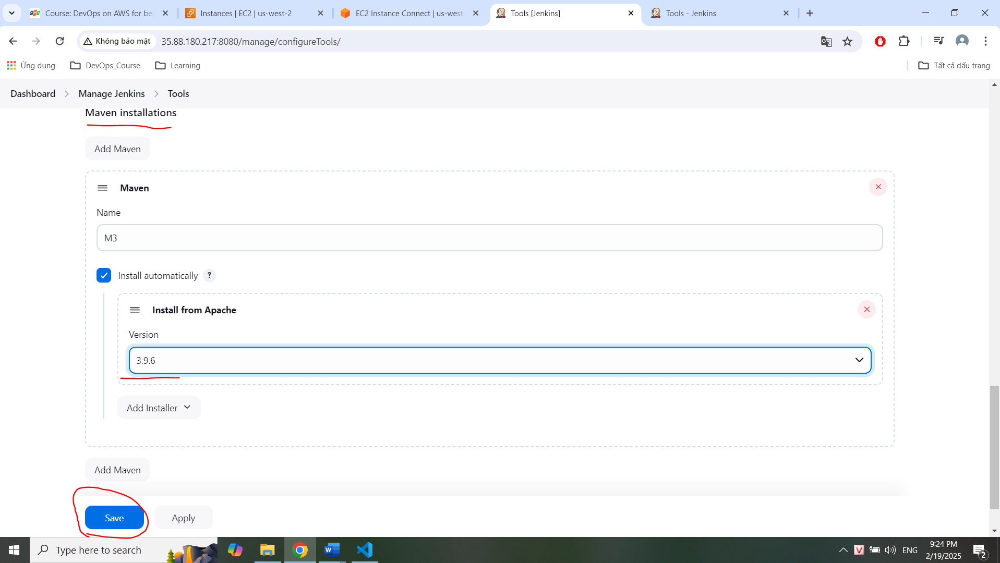 Course: DevOps on AWS for beg
Instances | EC2 | us-west-2
EC2 Instance Connect | us-west-
Tools [Jenkins]
Tools - Jenkins
Không bảo mật
35.88.180.217:8080/manage/configureTools/
Ứng dụng
DevOps_Course
Learning
Tất cả dấu trang
Dashboard
Manage Jenkins
Tools
Maven installations
Add Maven
Maven
Name
M3
Install automatically
?
Install from Apache
Version
3.9.6
Add Installer
Add Maven
Save
Apply
Type here to search
ENG
9:24 PM
2/19/2025
2